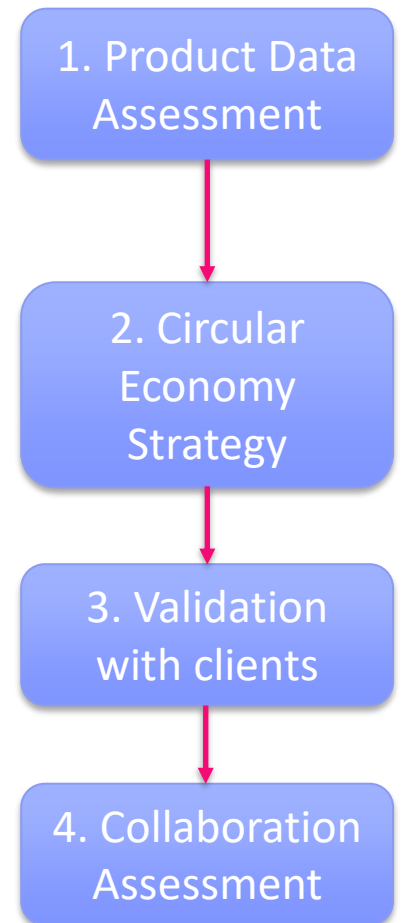 1. Product Data
Assessment
2. Circular
Economy
Strategy
3. Validation
with clients
4. Collaboration
Assessment